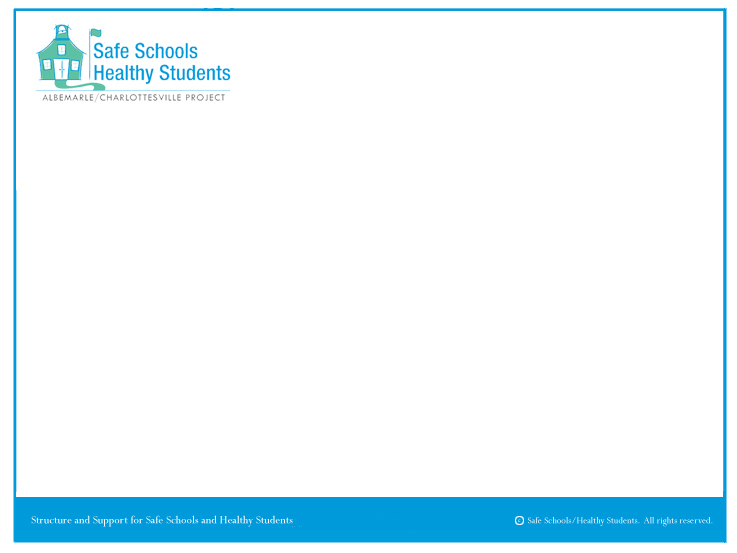 Safe Schools
Healthy Students
ALBEMARLE/CHARLOTTESVILLE PROJECT
Structure and Support for Safe Schools and Healthy Students
© Safe Schools/Healthy Students. All rights reserved.